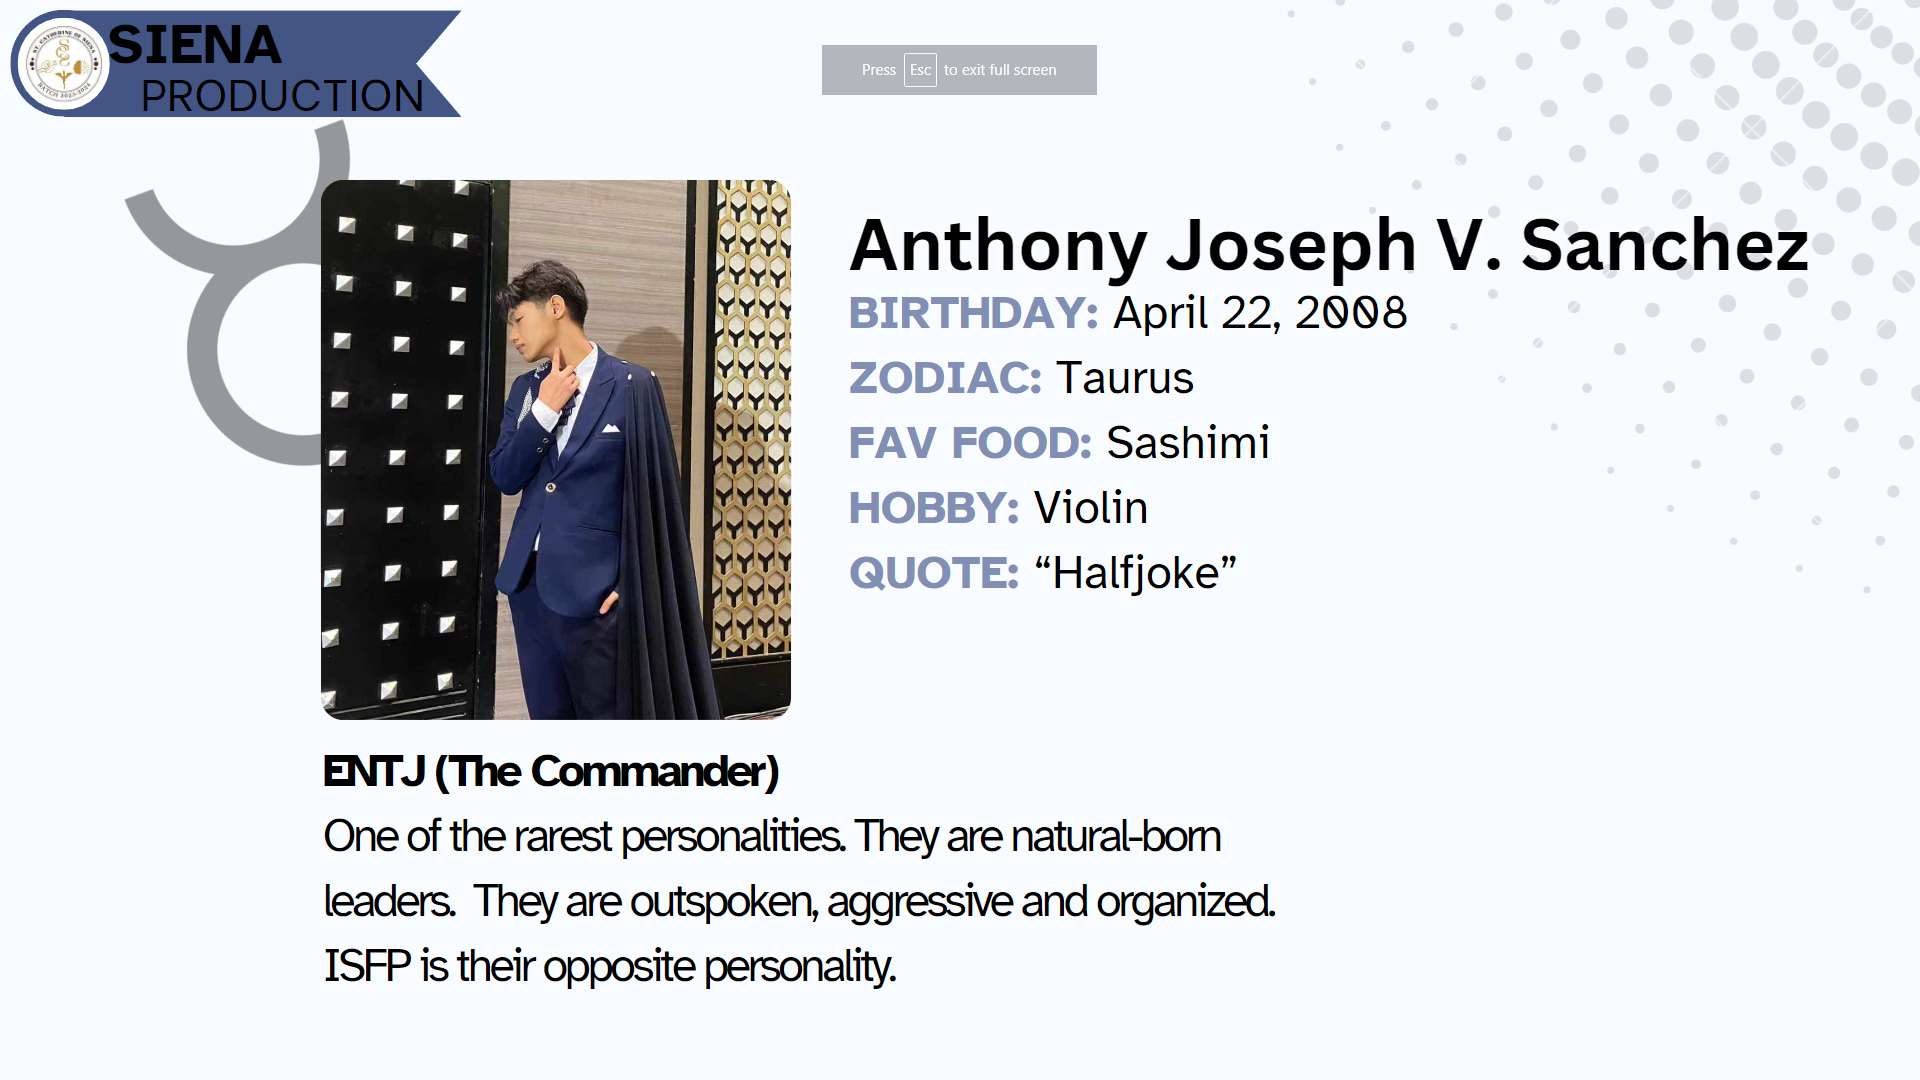 ST. CATHERINE OF SIENA
BATCH 2023-2024
SIENA
PRODUCTION
Press Esc to exit full screen
Anthony Joseph V. Sanchez
BIRTHDAY: April 22, 2008
ZODIAC: Taurus
FAV FOOD: Sashimi
HOBBY: Violin
QUOTE: “Halfjoke”
ENTJ (The Commander)
One of the rarest personalities. They are natural-born
leaders.  They are outspoken, aggressive and organized.
ISFP is their opposite personality.